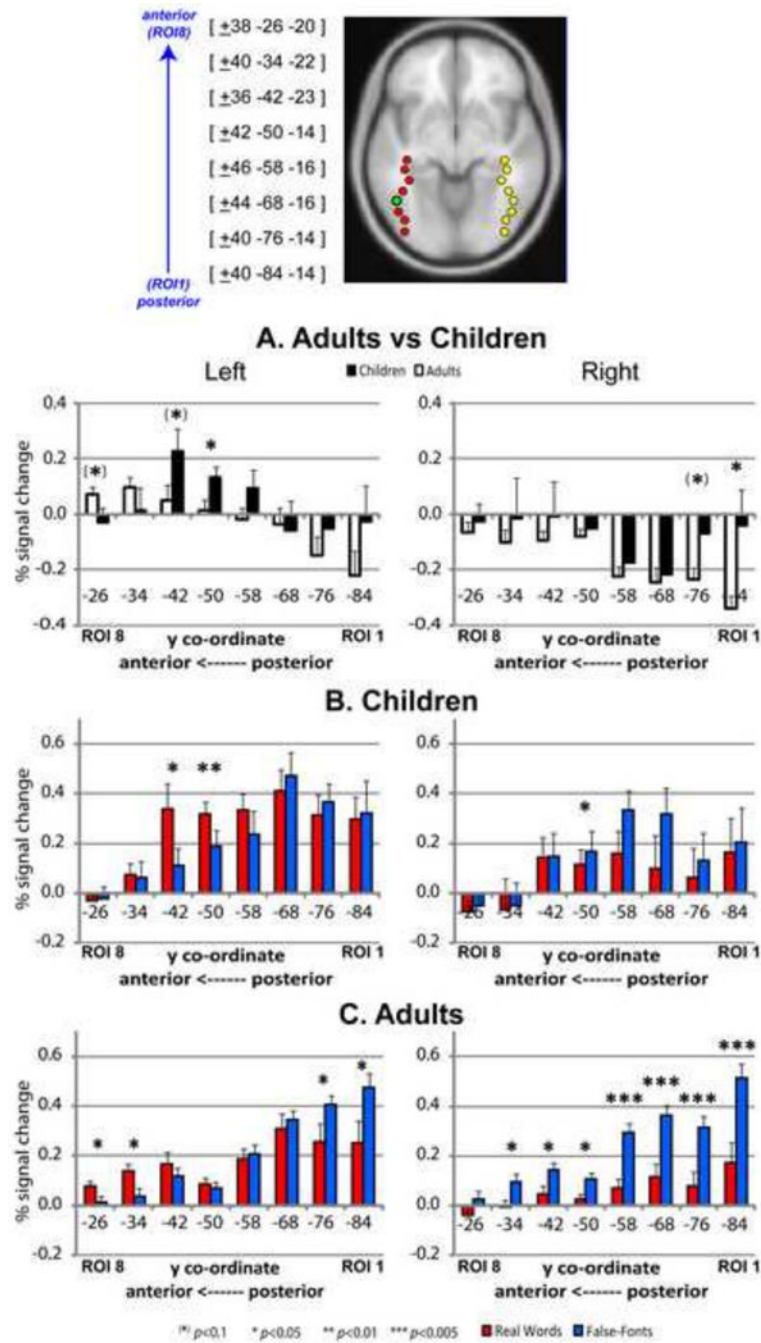 anterior
(ROI8)
[ ±38 -26 -20 ]
[ ±40 -34 -22 ]
[ ±36 -42 -23 ]
[ ±42 -50 -14 ]
[ ±46 -58 -16 ]
[ ±44 -68 -16 ]
[ ±40 -76 -14 ]
[ ±40 -84 -14 ]
(ROI1)
posterior
A. Adults vs Children
Left ■ Children □ Adults Right
% signal change
0.4
0.2
0.0
-0.2
-0.4
(*) (*) *
-26 -34 -42 -50 -58 -68 -76 -84
ROI 8 y co-ordinate ROI 1
anterior <------ posterior
% signal change
0.4
0.2
0.0
-0.2
-0.4
(*) *
-26 -34 -42 -50 -58 -68 -76
ROI 8 y co-ordinate ROI 1
anterior <------ posterior
B. Children
% signal change
0.6
0.4
0.2
0.0
-0.2
* **
-26 -34 -42 -50 -58 -68 -76 -84
ROI 8 y co-ordinate ROI 1
anterior <------ posterior
% signal change
0.6
0.4
0.2
0.0
-0.2
*
-26 -34 -42 -50 -58 -68 -76 -84
ROI 8 y co-ordinate ROI 1
anterior <------ posterior
C. Adults
% signal change
0.6
0.4
0.2
0.0
-0.2
* * * *
-26 -34 -42 -50 -58 -68 -76 -84
ROI 8 y co-ordinate ROI 1
anterior <------ posterior
% signal change
0.6
0.4
0.2
0.0
-0.2
* * * *** *** *** ***
-26 -34 -42 -50 -58 -68 -76 -84
ROI 8 y co-ordinate ROI 1
anterior <------ posterior
(*) p<0.1 * p<0.05 ** p<0.01 *** p<0.005 Real Words False-Fonts